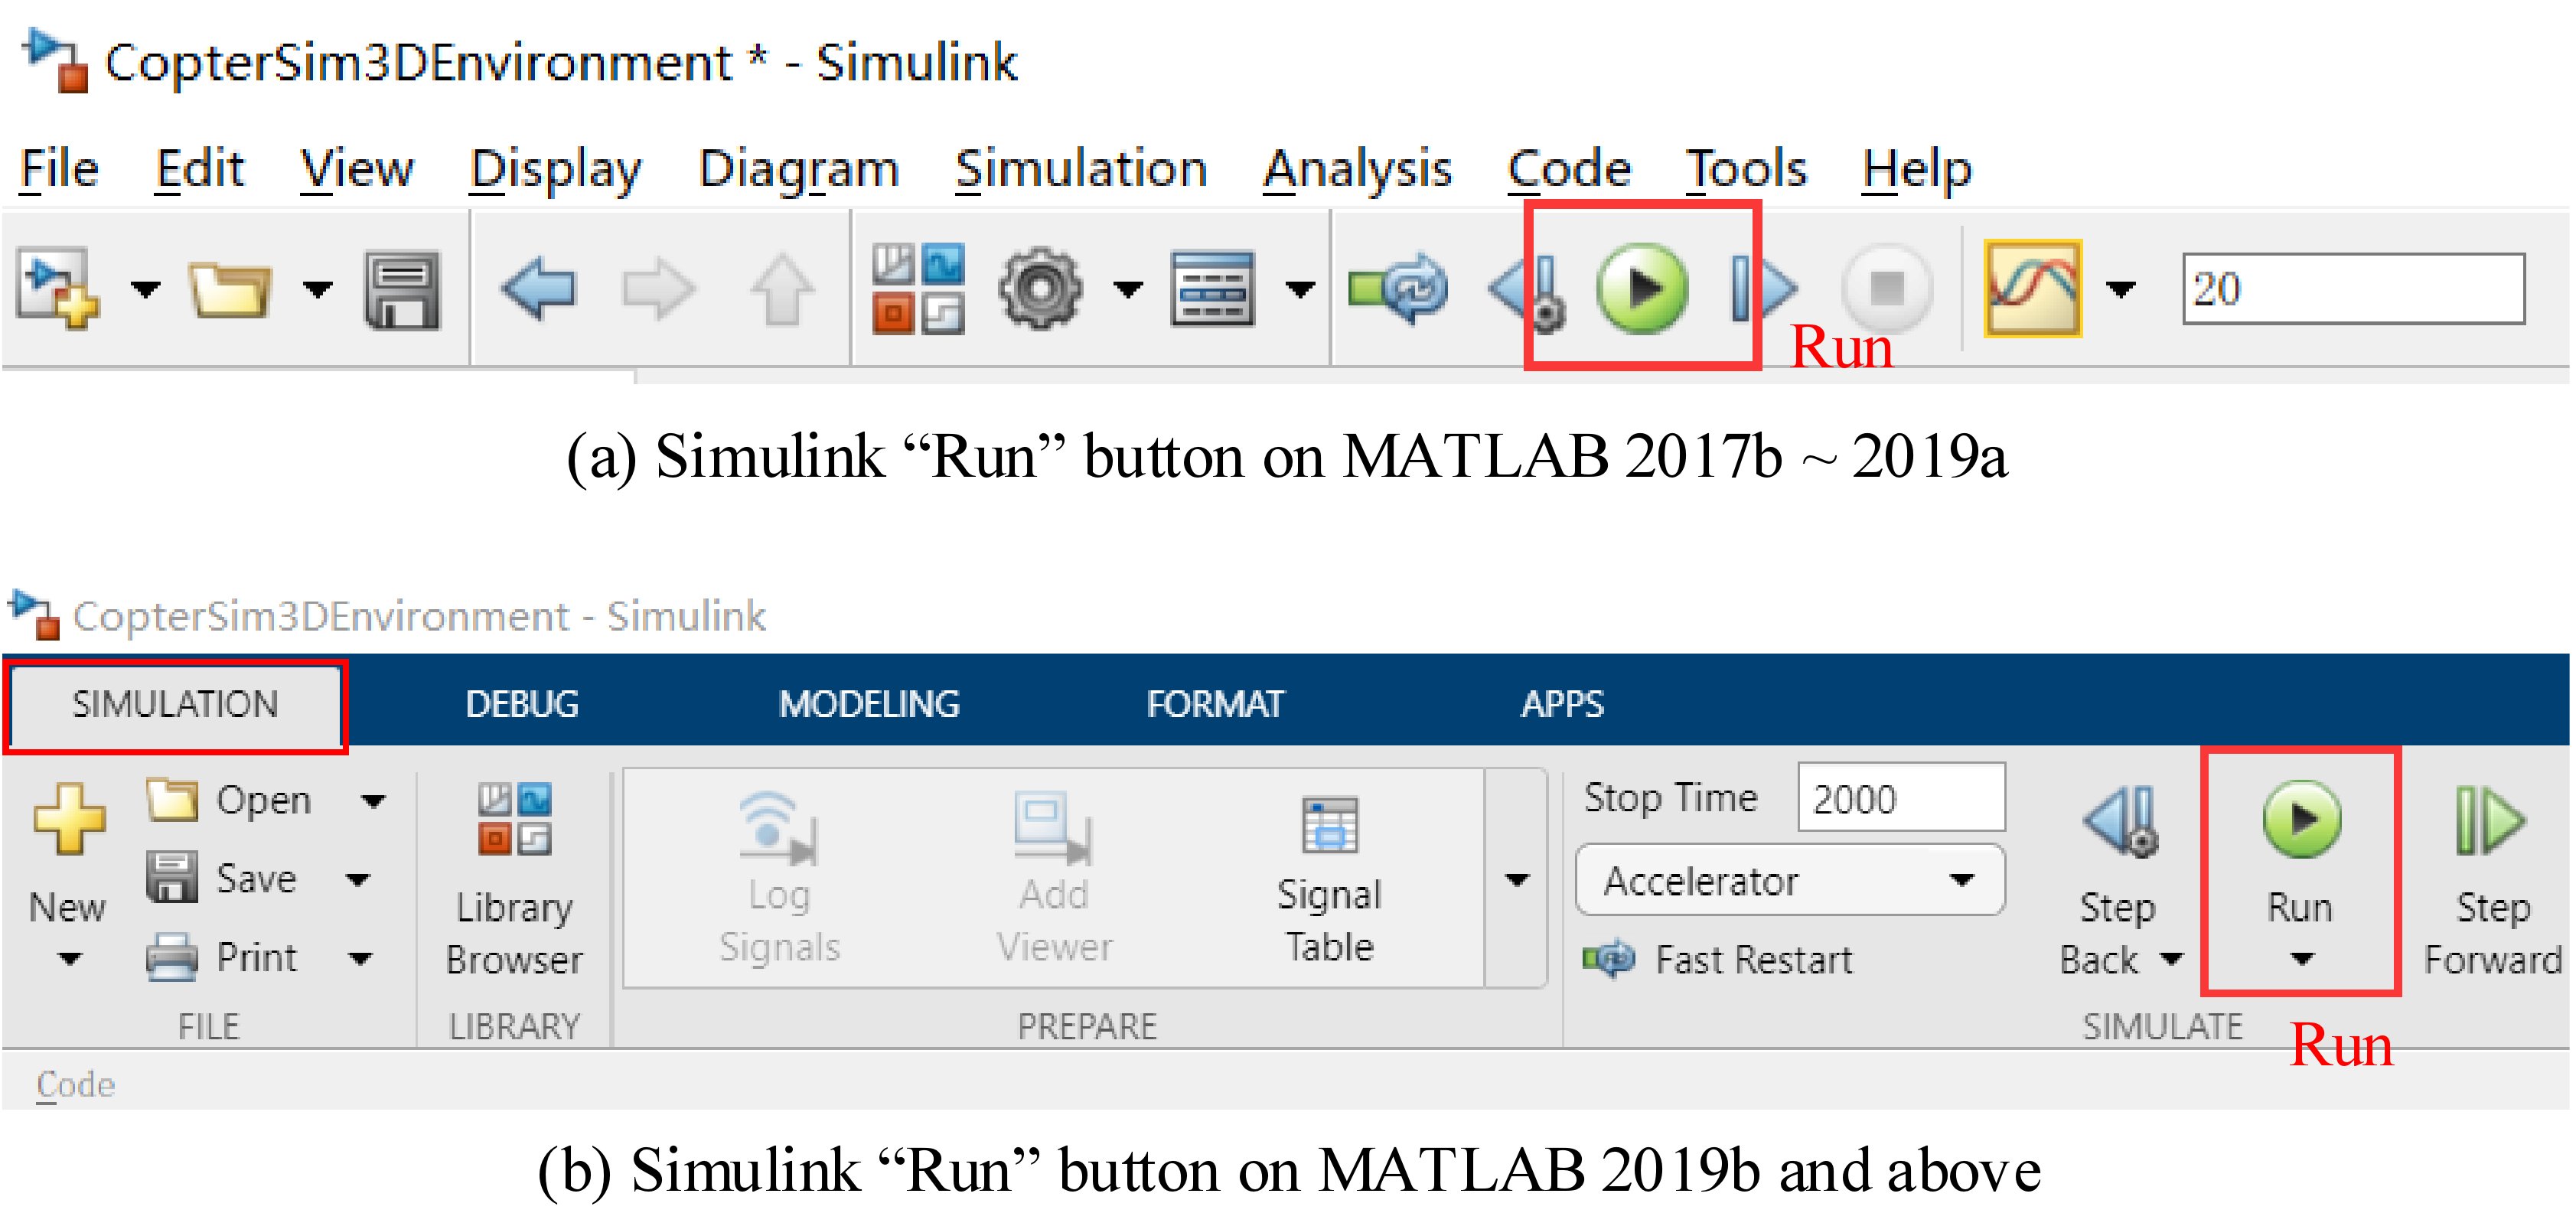 CopterSim3DEnvironment * - Simulink
File Edit View Display Diagram Simulation Analysis Code Tools Help
20
Run
(a) Simulink “Run” button on MATLAB 2017b ~ 2019a
CopterSim3DEnvironment - Simulink
SIMULATION DEBUG MODELING FORMAT APPS
New
Open
Save
Print
FILE
Library
Browser
LIBRARY
Log
Signals
Add
Viewer
Signal
Table
PREPARE
Stop Time 2000
Accelerator
Fast Restart
Step
Back
Run
Step
Forward
SIMULATE
Run
Code
(b) Simulink “Run” button on MATLAB 2019b and above